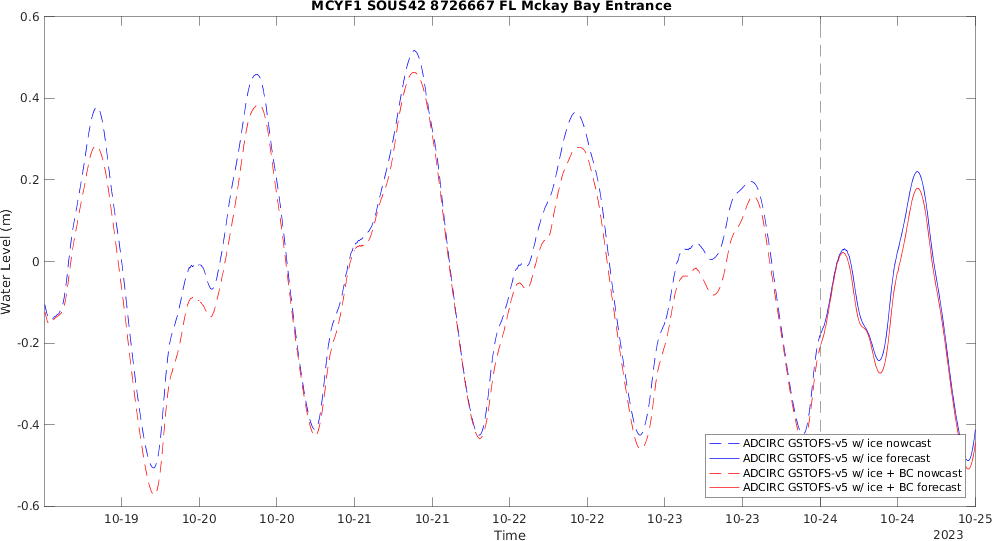 MCYF1 SOUS42 8726667 FL Mckay Bay Entrance
0.6
0.4
0.2
0
-0.2
-0.4
-0.6
Water Level (m)
10-19
10-20
10-20
10-21
10-21
10-22
10-22
10-23
10-23
10-24
10-24
10-25
Time
2023
ADCIRC GSTOFS-v5 w/ ice nowcast
ADCIRC GSTOFS-v5 w/ ice forecast
ADCIRC GSTOFS-v5 w/ ice + BC nowcast
ADCIRC GSTOFS-v5 w/ ice + BC forecast